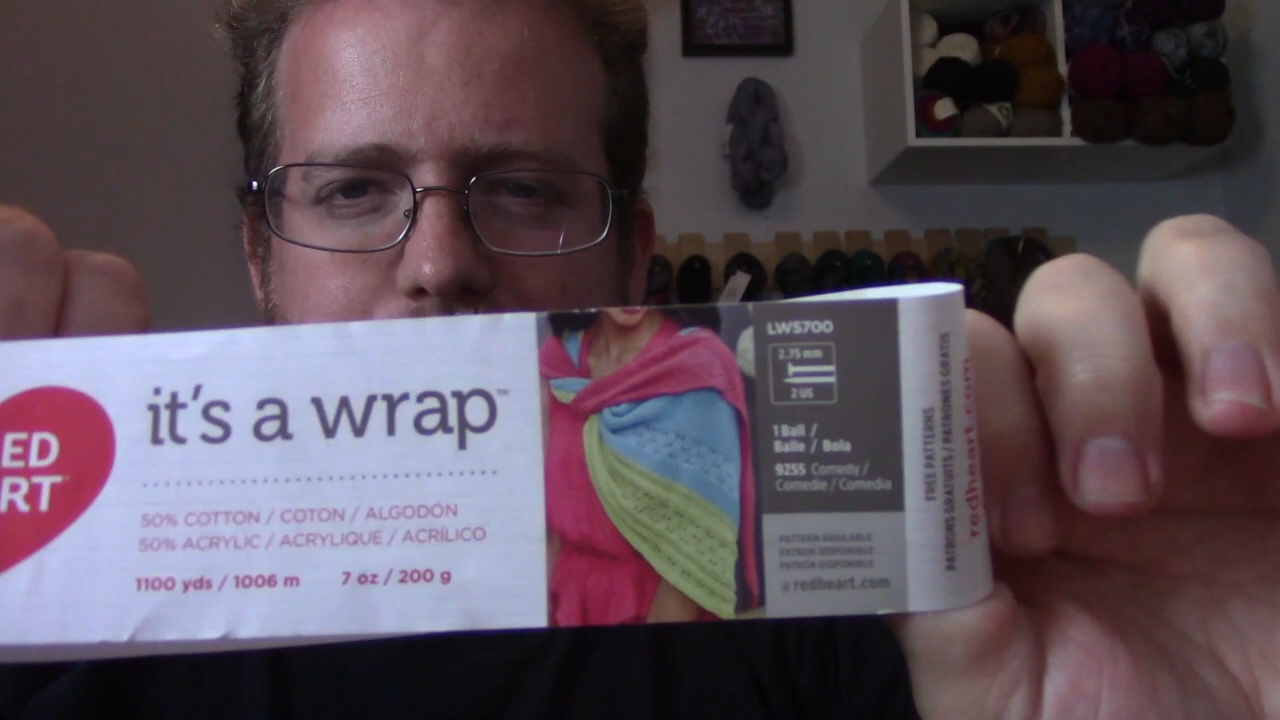 ED
ART
it's a wrap™
50% COTTON / COTON / ALGODÓN
50% ACRYLIC / ACRYLIQUE / ACRÍLICO
1100 yds / 1006 m 7 oz / 200 g
LW5700
2.75 mm
2 US
1 Ball /
Balle / Bola
9255 Comedy /
Comedie / Comedia
PATTERN AVAILABLE
PATRON DISPONIBLE
PATRÓN DISPONIBLE
@ redheart.com
FREE PATTERNS
PATRONS GRATUITS / PATRONES GRATIS
redheart.com